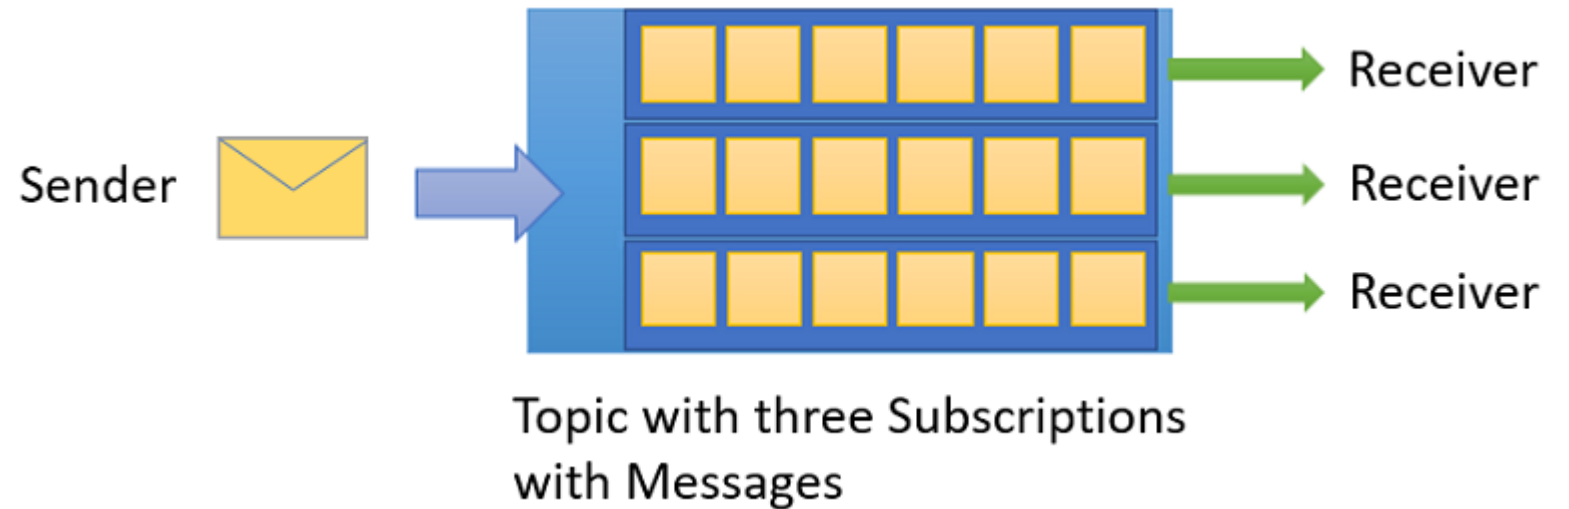 Sender
Receiver
Receiver
Receiver
Topic with three Subscriptions
with Messages